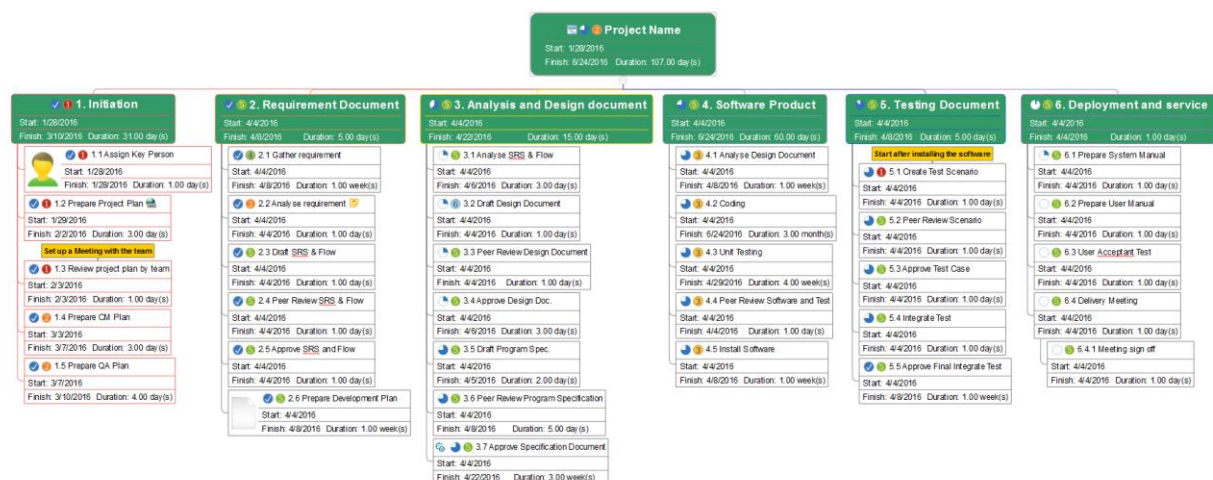 Project Name
Start: 1/28/2016
Finish: 6/24/2016 Duration: 107.00 day(s)
1. Initiation
Start: 1/28/2016
Finish: 3/10/2016 Duration: 31.00 day(s)
1.1 Assign Key Person
Start: 1/28/2016
Finish: 1/28/2016 Duration: 1.00 day(s)
1.2 Prepare Project Plan
Start: 1/29/2016
Finish: 2/2/2016 Duration: 3.00 day(s)
Set up a Meeting with the team
1.3 Review project plan by team
Start: 2/3/2016
Finish: 2/3/2016 Duration: 1.00 day(s)
1.4 Prepare CM Plan
Start: 3/3/2016
Finish: 3/7/2016 Duration: 3.00 day(s)
1.5 Prepare QA Plan
Start: 3/7/2016
Finish: 3/10/2016 Duration: 4.00 day(s)
2. Requirement Document
Start: 4/4/2016
Finish: 4/8/2016 Duration: 5.00 day(s)
2.1 Gather requirement
Start: 4/4/2016
Finish: 4/8/2016 Duration: 1.00 week(s)
2.2 Analyse requirement
Start: 4/4/2016
Finish: 4/4/2016 Duration: 1.00 day(s)
2.3 Draft SRS & Flow
Start: 4/4/2016
Finish: 4/4/2016 Duration: 1.00 day(s)
2.4 Peer Review SRS & Flow
Start: 4/4/2016
Finish: 4/4/2016 Duration: 1.00 day(s)
2.5 Approve SRS and Flow
Start: 4/4/2016
Finish: 4/4/2016 Duration: 1.00 day(s)
2.6 Prepare Development Plan
Start: 4/4/2016
Finish: 4/8/2016 Duration: 1.00 week(s)
3. Analysis and Design document
Start: 4/4/2016
Finish: 4/22/2016 Duration: 15.00 day(s)
3.1 Analyse SRS & Flow
Start: 4/4/2016
Finish: 4/6/2016 Duration: 3.00 day(s)
3.2 Draft Design Document
Start: 4/4/2016
Finish: 4/4/2016 Duration: 1.00 day(s)
3.3 Peer Review Design Document
Start: 4/4/2016
Finish: 4/4/2016 Duration: 1.00 day(s)
3.4 Approve Design Doc.
Start: 4/4/2016
Finish: 4/6/2016 Duration: 3.00 day(s)
3.5 Draft Program Spec.
Start: 4/4/2016
Finish: 4/5/2016 Duration: 2.00 day(s)
3.6 Peer Review Program Specification
Start: 4/4/2016
Finish: 4/8/2016 Duration: 5.00 day(s)
3.7 Approve Specification Document
Start: 4/4/2016
Finish: 4/22/2016 Duration: 3.00 week(s)
4. Software Product
Start: 4/4/2016
Finish: 6/24/2016 Duration: 60.00 day(s)
4.1 Analyse Design Document
Start: 4/4/2016
Finish: 4/8/2016 Duration: 1.00 week(s)
4.2 Coding
Start: 4/4/2016
Finish: 6/24/2016 Duration: 3.00 month(s)
4.3 Unit Testing
Start: 4/4/2016
Finish: 4/29/2016 Duration: 4.00 week(s)
4.4 Peer Review Software and Test
Start: 4/4/2016
Finish: 4/4/2016 Duration: 1.00 day(s)
4.5 Install Software
Start: 4/4/2016
Finish: 4/8/2016 Duration: 1.00 week(s)
5. Testing Document
Start: 4/4/2016
Finish: 4/8/2016 Duration: 5.00 day(s)
Start after installing the software
5.1 Create Test Scenario
Start: 4/4/2016
Finish: 4/4/2016 Duration: 1.00 day(s)
5.2 Peer Review Scenario
Start: 4/4/2016
Finish: 4/4/2016 Duration: 1.00 day(s)
5.3 Approve Test Case
Start: 4/4/2016
Finish: 4/4/2016 Duration: 1.00 day(s)
5.4 Integrate Test
Start: 4/4/2016
Finish: 4/4/2016 Duration: 1.00 day(s)
5.5 Approve Final Integrate Test
Start: 4/4/2016
Finish: 4/8/2016 Duration: 1.00 week(s)
6. Deployment and service
Start: 4/4/2016
Finish: 4/4/2016 Duration: 1.00 day(s)
6.1 Prepare System Manual
Start: 4/4/2016
Finish: 4/4/2016 Duration: 1.00 day(s)
6.2 Prepare User Manual
Start: 4/4/2016
Finish: 4/4/2016 Duration: 1.00 day(s)
6.3 User Acceptant Test
Start: 4/4/2016
Finish: 4/4/2016 Duration: 1.00 day(s)
6.4 Delivery Meeting
Start: 4/4/2016
Finish: 4/4/2016 Duration: 1.00 day(s)
6.4.1 Meeting sign off
Start: 4/4/2016
Finish: 4/4/2016 Duration: 1.00 day(s)